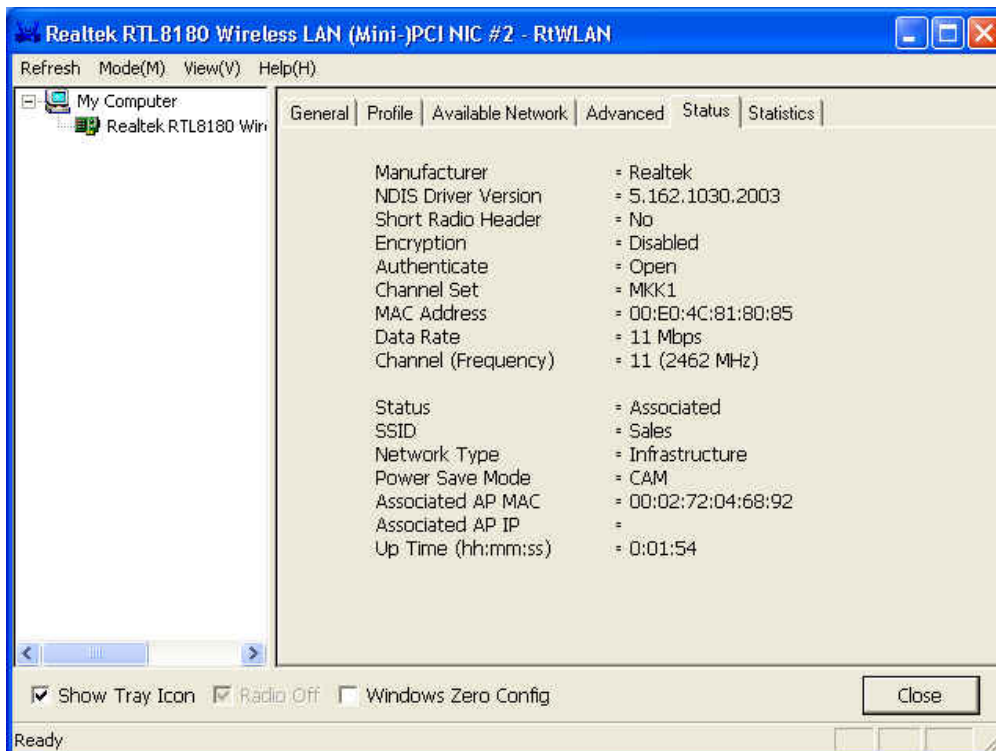 Realtek RTL8180 Wireless LAN (Mini-)PCI NIC #2 - RtWLAN
Refresh Mode(M) View(V) Help(H)
My Computer
Realtek RTL8180 Wire
General Profile Available Network Advanced Status Statistics
Manufacturer = Realtek
NDIS Driver Version = 5.162.1030.2003
Short Radio Header = No
Encryption = Disabled
Authenticate = Open
Channel Set = MKK1
MAC Address = 00:E0:4C:81:80:85
Data Rate = 11 Mbps
Channel (Frequency) = 11 (2462 MHz)
Status = Associated
SSID = Sales
Network Type = Infrastructure
Power Save Mode = CAM
Associated AP MAC = 00:02:72:04:68:92
Associated AP IP =
Up Time (hh:mm:ss) = 0:01:54
Show Tray Icon Radio Off Windows Zero Config Close
Ready